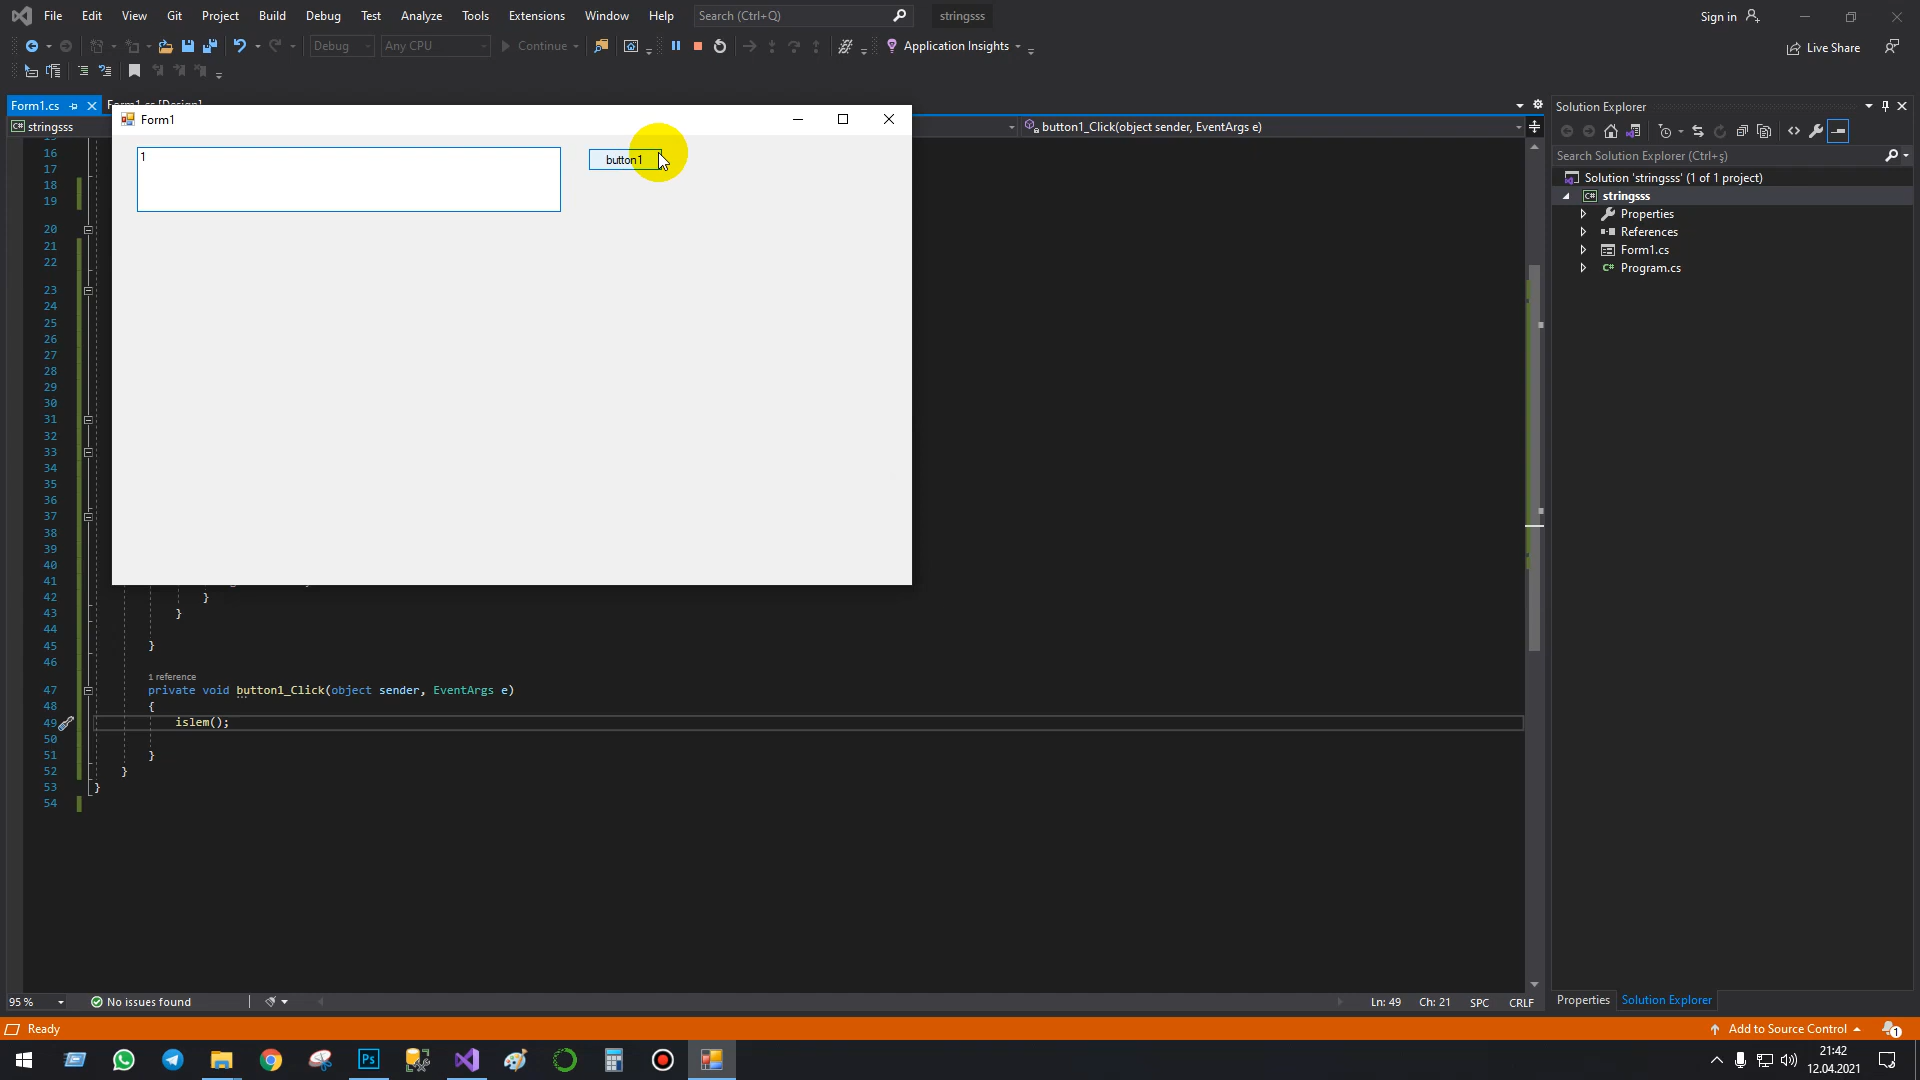 File Edit View Git Project Build Debug Test Analyze Tools Extensions Window Help Search (Ctrl+Q) stringsss Sign in
Debug Any CPU Continue Application Insights Live Share
Form1.cs Form1.cs [Design] Solution Explorer
stringsss button1_Click(object sender, EventArgs e)
Form1
1
button1
Search Solution Explorer (Ctrl+ş)
Solution 'stringsss' (1 of 1 project)
stringsss
Properties
References
Form1.cs
Program.cs
16
17
18
19
20
21
22
23
24
25
26
27
28
29
30
31
32
33
34
35
36
37
38
39
40
41
42 }
43 }
44
45 }
46
1 reference
47 private void button1_Click(object sender, EventArgs e)
48 {
49 islem();
50
51 }
52 }
53 }
54
95 % No issues found Ln: 49 Ch: 21 SPC CRLF
Properties Solution Explorer
Ready Add to Source Control 1
Ps
21:42
12.04.2021